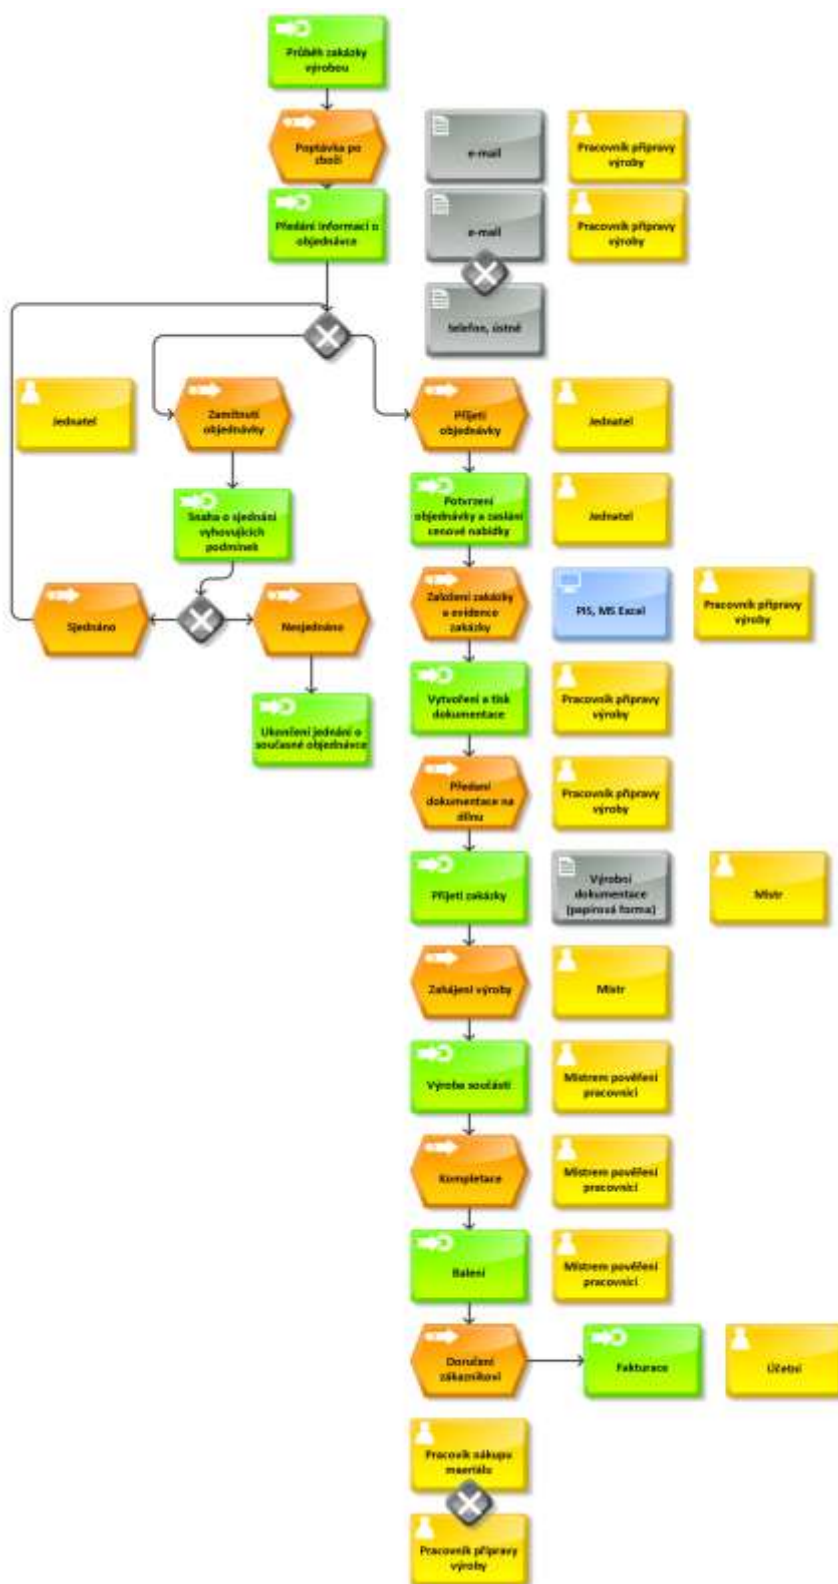 Průběh zakázky
výrobou
Poptávka po
zboží
e-mail
Pracovník přípravy
výroby
Předání informací o
objednávce
e-mail
Pracovník přípravy
výroby
telefon, ústně
Jednatel
Zamítnutí
objednávky
Přijetí
objednávky
Jednatel
Snaha o sjednání
vyhovujících
podmínek
Potvrzení
objednávky a zaslání
cenové nabídky
Jednatel
Sjednáno
Nesjednáno
Založení zakázky
a evidence
zakázky
PIS, MS Excel
Pracovník přípravy
výroby
Ukončení jednání o
současné objednávce
Vytvoření a tisk
dokumentace
Pracovník přípravy
výroby
Předaní
dokumentace na
dílnu
Pracovník přípravy
výroby
Přijetí zakázky
Výrobní
dokumentace
(papírová forma)
Mistr
Zahájení výroby
Mistr
Výroba součástí
Mistrem pověření
pracovníci
Kompletace
Mistrem pověření
pracovníci
Balení
Mistrem pověření
pracovníci
Doručení
zákazníkovi
Fakturace
Účetní
Pracovík nákupu
maeriálu
Pracovník přípravy
výroby